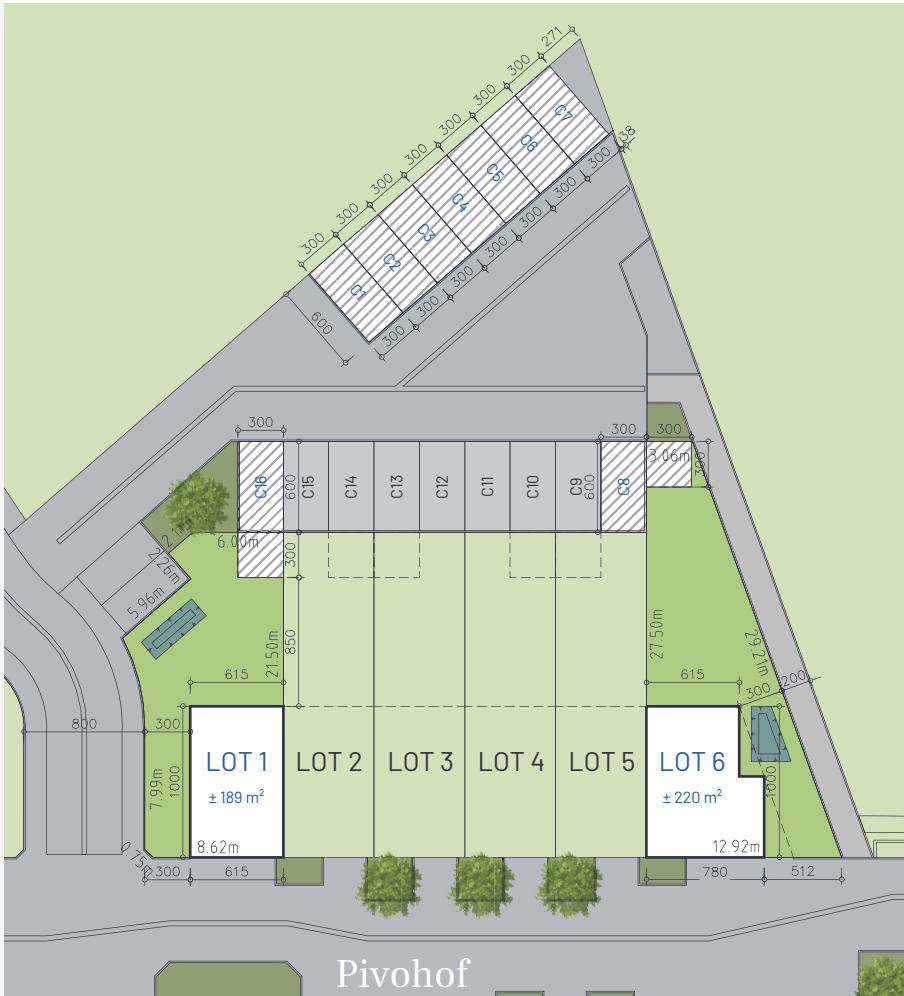 271
300
300
300
300
300
300
300
C7
C6
C5
C4
C3
C2
C1
38
300
300
300
300
300
300
300
600
300
300
300
3.06m
300
C16
C15
C14
C13
C12
C11
C10
C9
C8
600
600
6.00m
2.26m
5.96m
300
850
21.50m
27.50m
29.21m
615
615
300
200
800
300
LOT 1
LOT 2
LOT 3
LOT 4
LOT 5
LOT 6
± 189 m²
± 220 m²
7.99m
1000
1000
0.75m
8.62m
12.92m
300
615
780
512
Pivohof